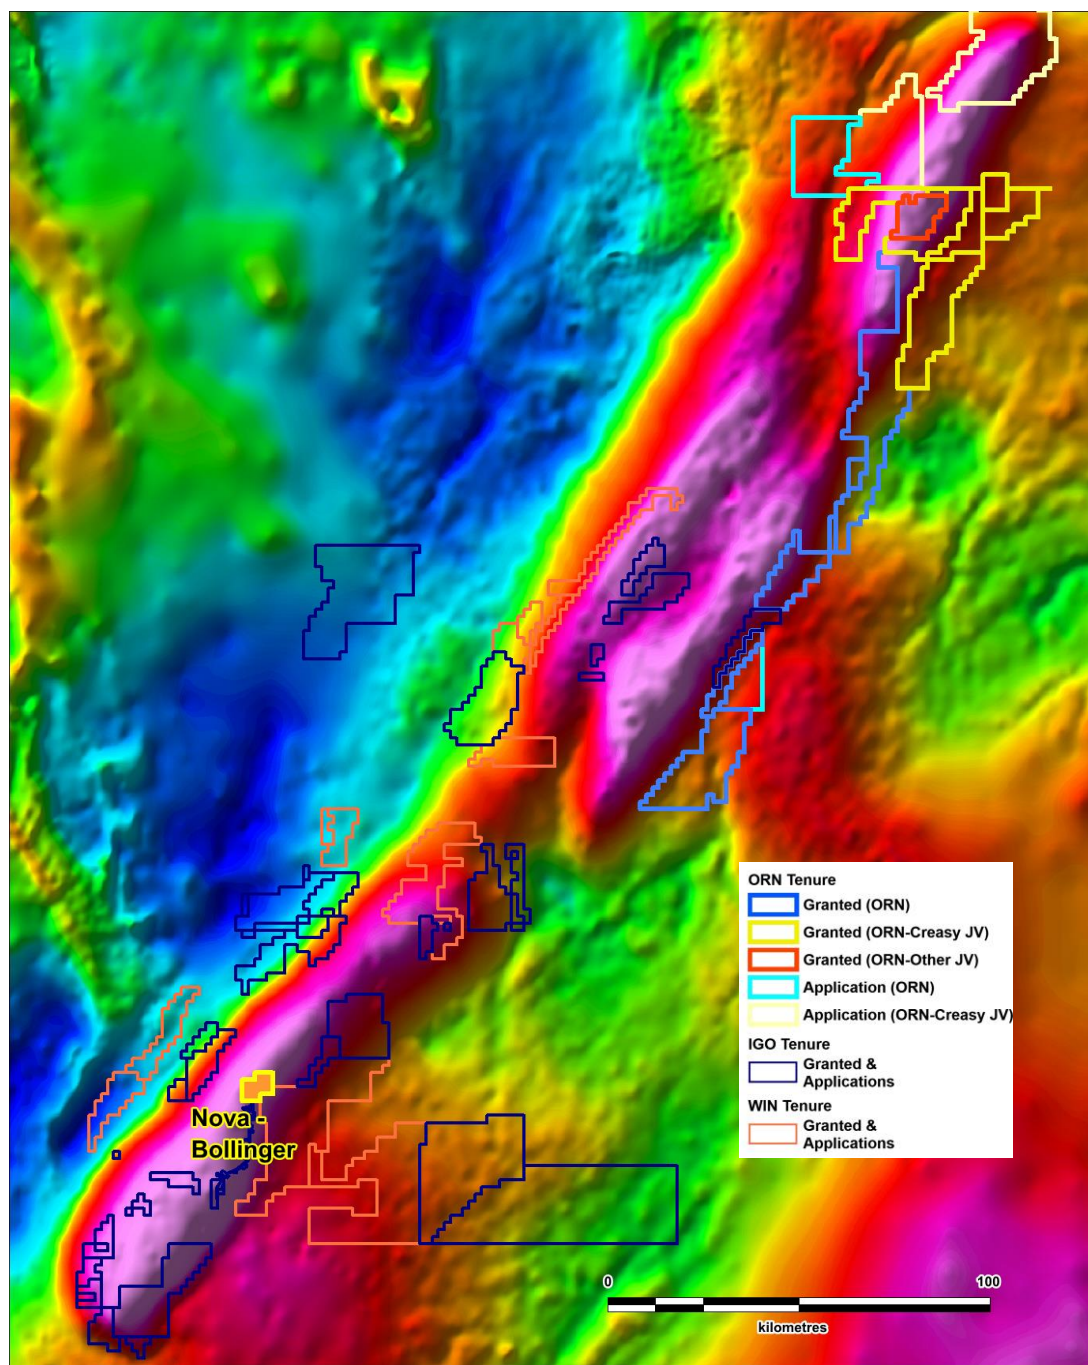 ORN Tenure
Granted (ORN)
Granted (ORN-Creasy JV)
Granted (ORN-Other JV)
Application (ORN)
Application (ORN-Creasy JV)
IGO Tenure
Granted &
Applications
WIN Tenure
Granted &
Applications
Nova -
Bollinger
0 100
kilometres